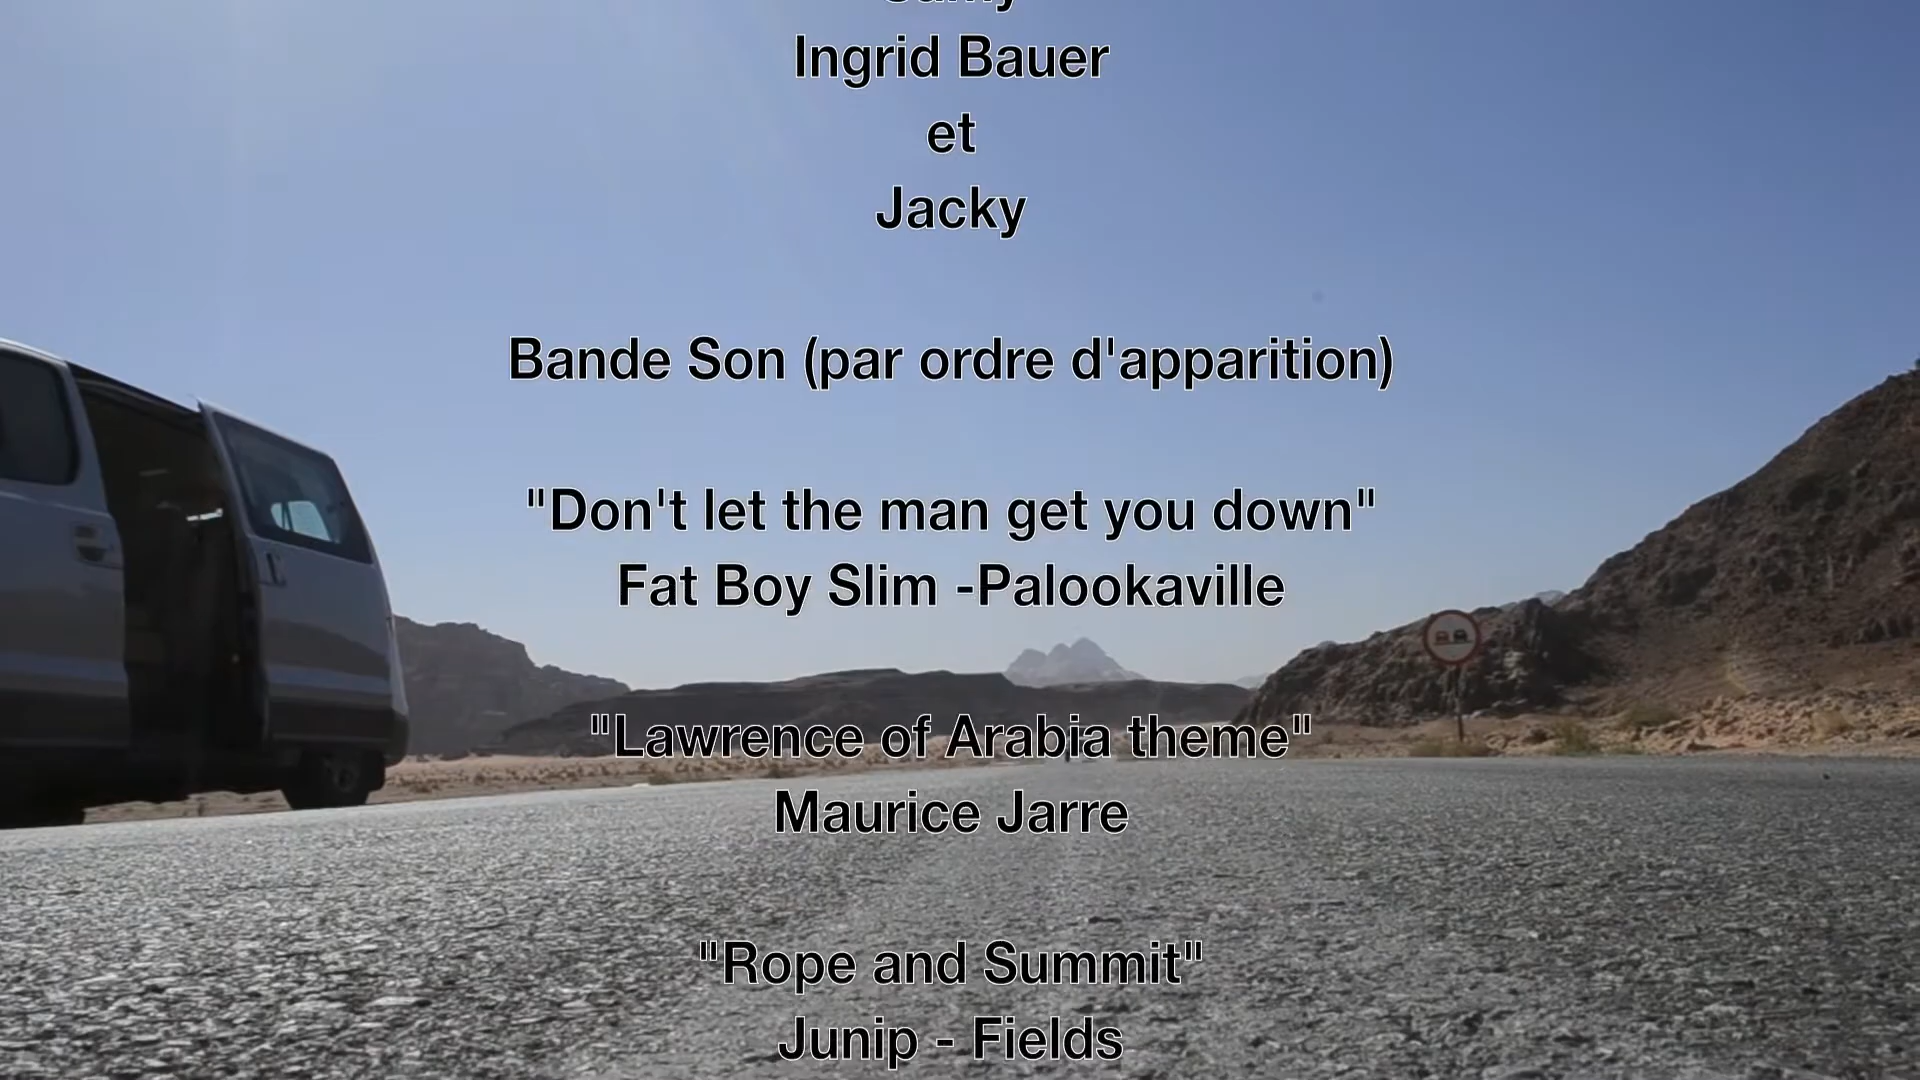 Ingrid Bauer
et
Jacky
Bande Son (par ordre d'apparition)
"Don't let the man get you down"
Fat Boy Slim -Palookaville
"Lawrence of Arabia theme"
Maurice Jarre
"Rope and Summit"
Junip - Fields